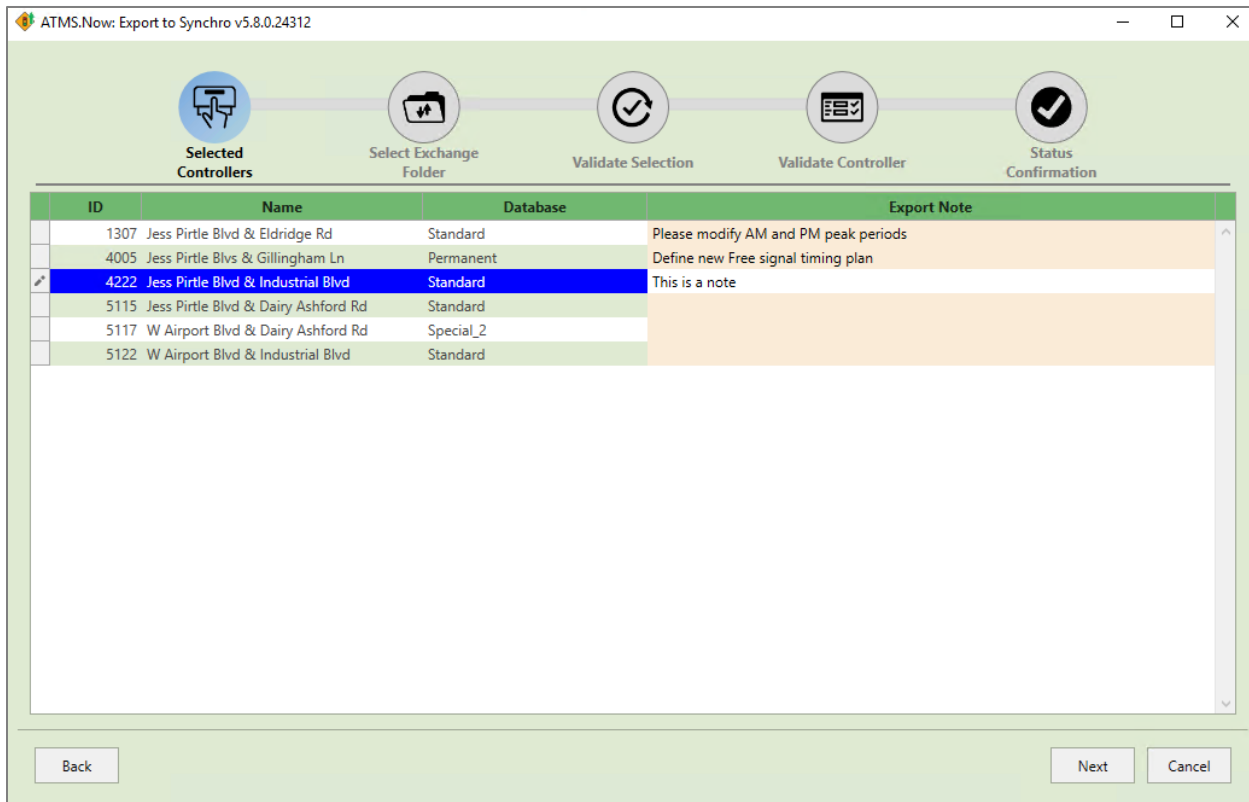 ATMS.Now: Export to Synchro v5.8.0.24312
Selected
Controllers
Select Exchange
Folder
Validate Selection
Validate Controller
Status
Confirmation
ID Name Database Export Note
1307 Jess Pirtle Blvd & Eldridge Rd Standard Please modify AM and PM peak periods
4005 Jess Pirtle Blvs & Gillingham Ln Permanent Define new Free signal timing plan
4222 Jess Pirtle Blvd & Industrial Blvd Standard This is a note
5115 Jess Pirtle Blvd & Dairy Ashford Rd Standard
5117 W Airport Blvd & Dairy Ashford Rd Special_2
5122 W Airport Blvd & Industrial Blvd Standard
Back Next Cancel